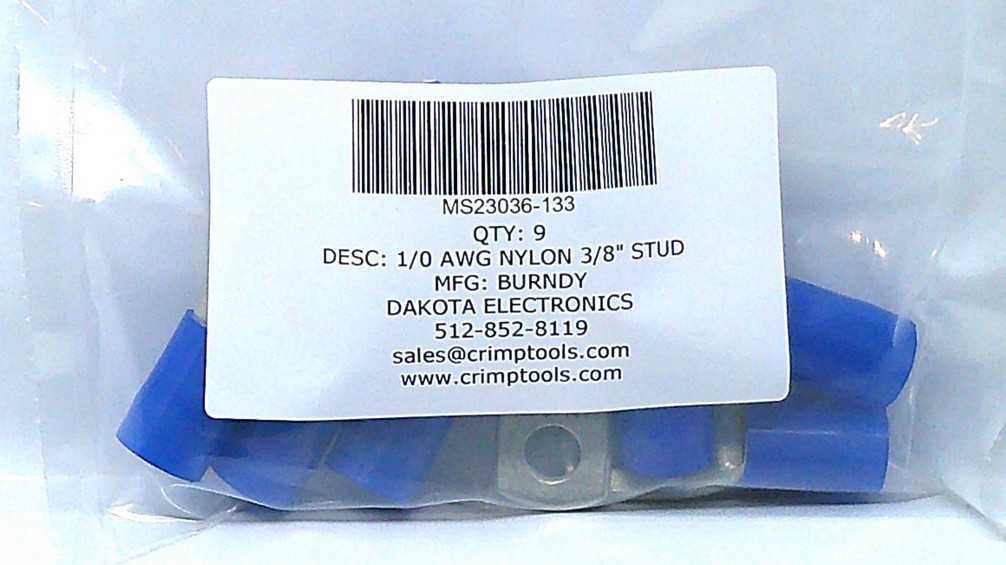 MS23036-133
QTY: 9
DESC: 1/0 AWG NYLON 3/8" STUD
MFG: BURNDY
DAKOTA ELECTRONICS
512-852-8119
sales@crimptools.com
www.crimptools.com